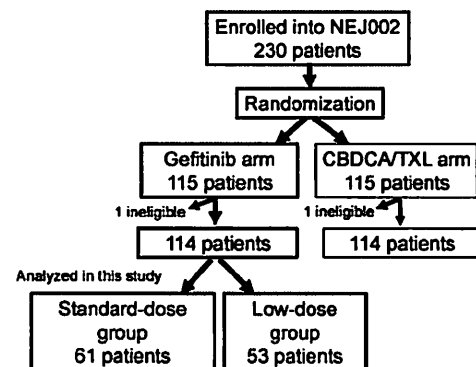 Enrolled into NEJ002
230 patients
Randomization
Gefitinib arm
115 patients
CBDCA/TXL arm
115 patients
1 ineligible
1 ineligible
114 patients
114 patients
Analyzed in this study
Standard-dose
group
61 patients
Low-dose
group
53 patients